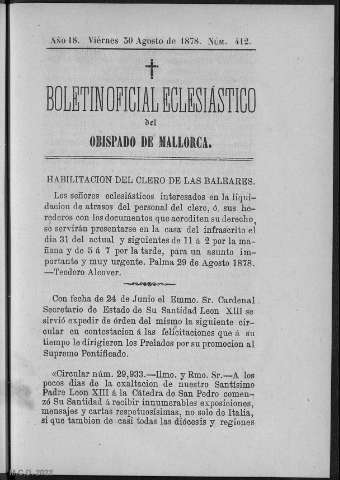 Año 18. Viérnes 30 Agosto de 1878. Núm. 412.
BOLETIN OFICIAL ECLESIÁSTICO
del
OBISPADO DE MALLORCA.
HABILITACION DEL CLERO DE LAS BALEARES.
Los señores eclesiásticos interesados en la liqui-
dacion de atrasos del personal del clero, ó, sus he-
rederos con los documentos que acrediten su derecho
se servirán presentarse en la casa del infrascrito el
dia 31 del actual y siguientes de 11 á 2 por la ma-
ñana y de 5 á 7 por la tarde, para un asunto im-
portante y muy urgente. Palma 29 de Agosto 1878.
—Teodoro Alcover.
Con fecha de 24 de Junio el Emmo. Sr. Cardenal
Secretario de Estado de Su Santidad Leon XIII se
sirvió expedir de órden del mismo la siguiente cir-
cular en contestacion á las felicitaciones que á su
tiempo le dirigieron los Prelados por su promocion al
Supremo Pontificado.
«Circular núm. 29,933.—Ilmo. y Rmo. Sr.—A los
pocos dias de la exaltacion de nuestro Santísimo
Padre Leon XIII á la Cátedra de San Pedro comen-
zó Su Santidad á recibir innumerables exposiciones,
mensajes y cartas respetuosísimas, no solo de Italia,
si que tambien de casi todas las diócesis y regiones